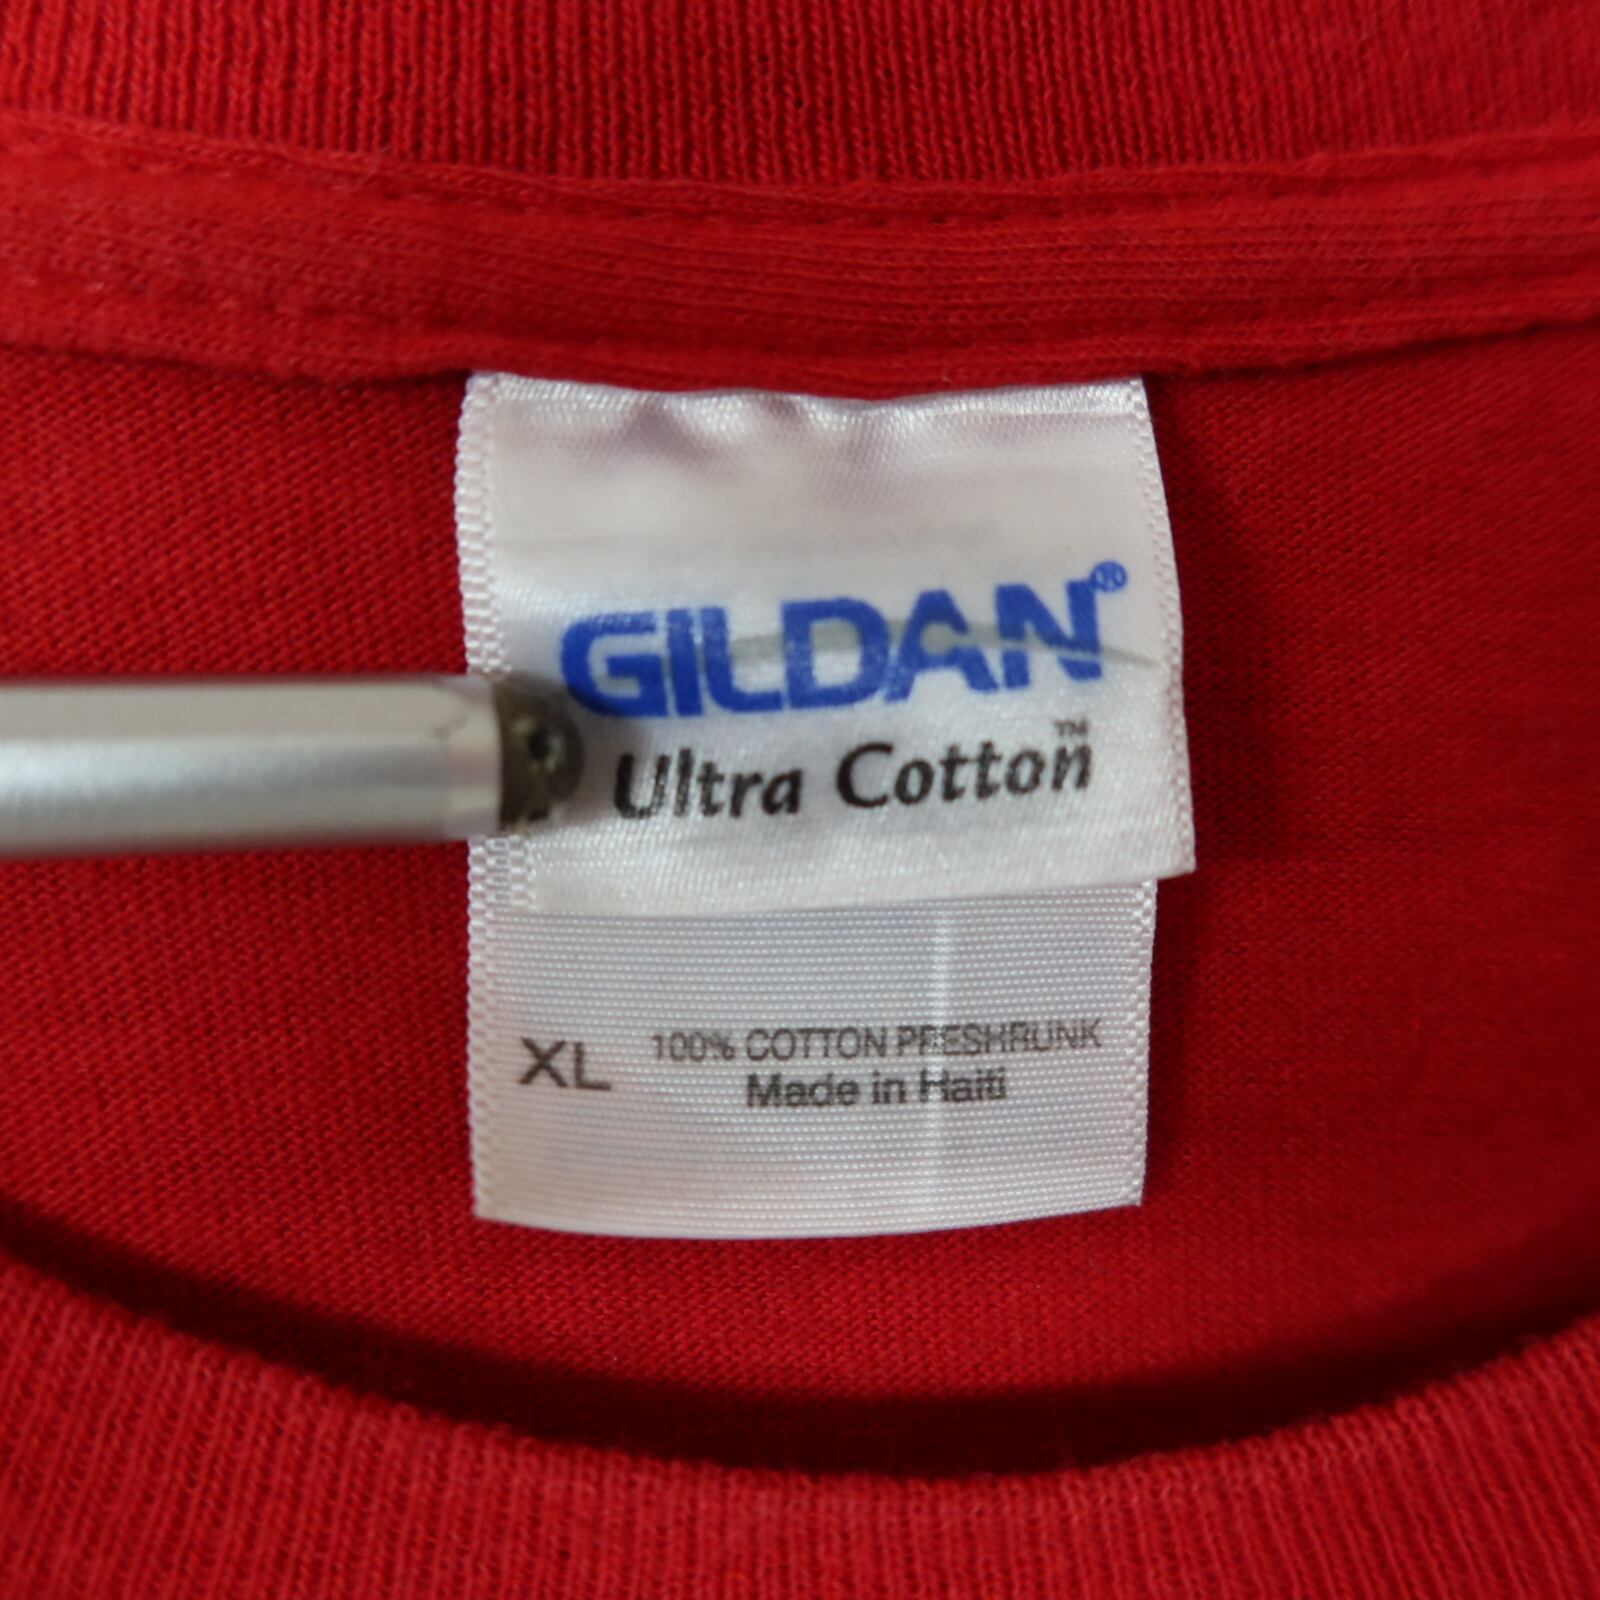 GILDAN®
Ultra Cotton™
XL 100% COTTON PRESHRUNK
Made in Haiti